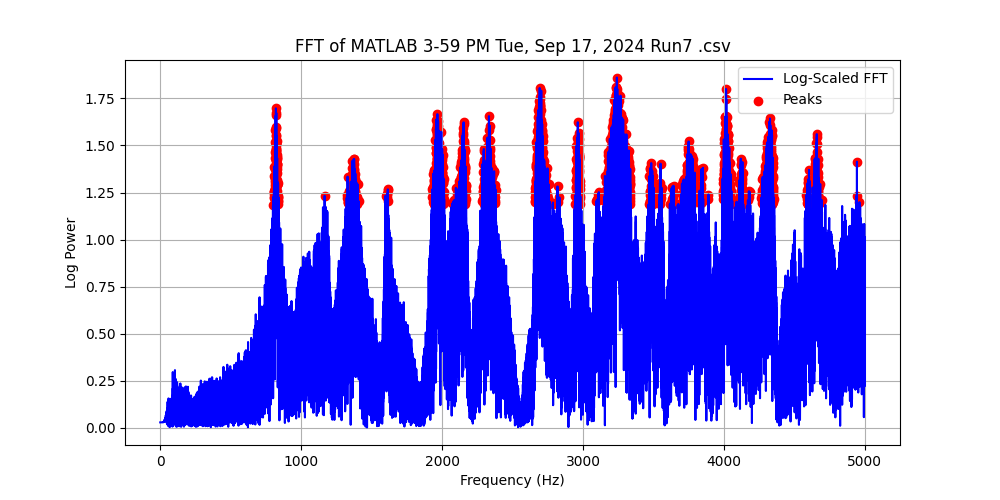 FFT of MATLAB 3-59 PM Tue, Sep 17, 2024 Run7 .csv
Log-Scaled FFT
Peaks
Log Power
1.75
1.50
1.25
1.00
0.75
0.50
0.25
0.00
0 1000 2000 3000 4000 5000
Frequency (Hz)